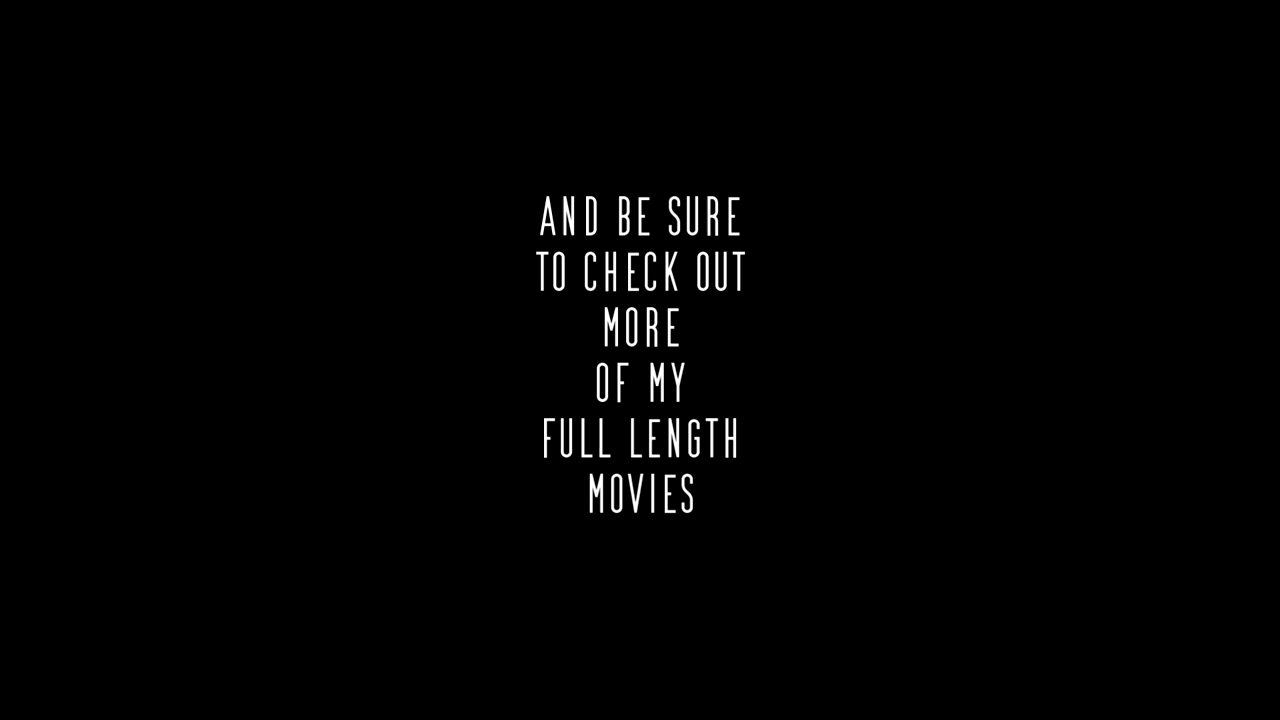 AND BE SURE
TO CHECK OUT
MORE
OF MY
FULL LENGTH
MOVIES